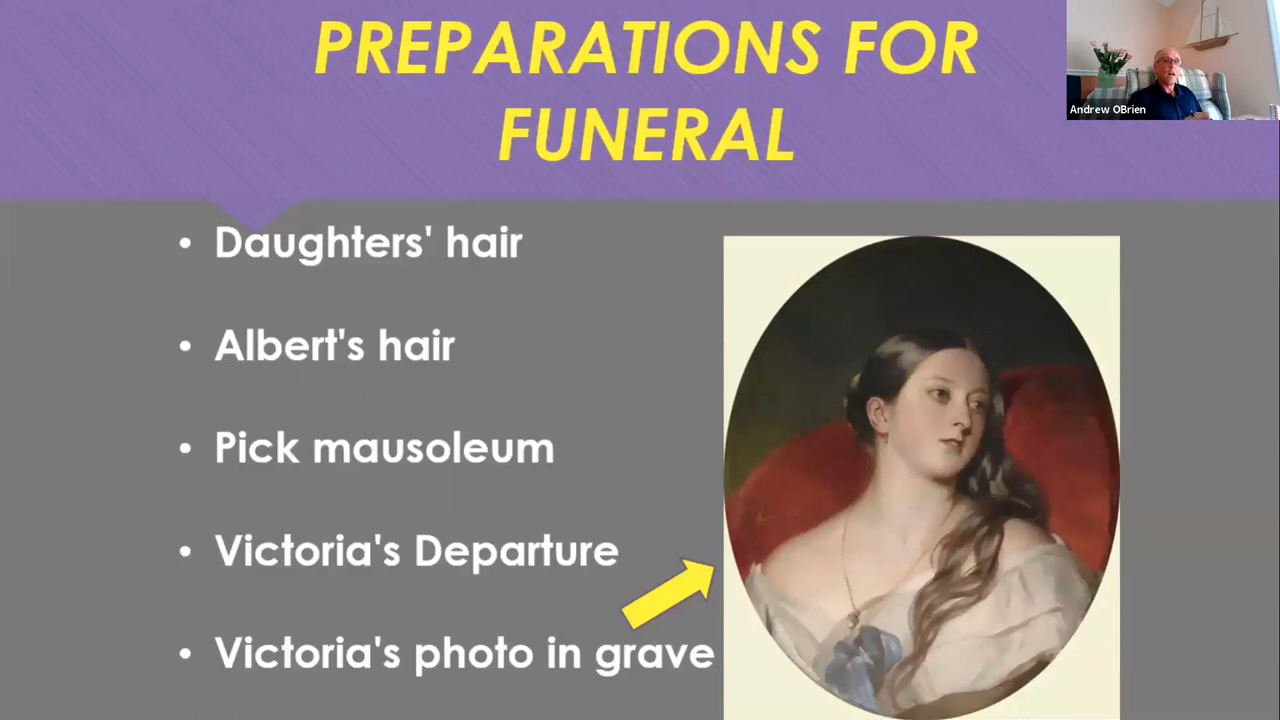 PREPARATIONS FOR
FUNERAL
Andrew OBrien
• Daughters' hair
• Albert's hair
• Pick mausoleum
• Victoria's Departure
• Victoria's photo in grave